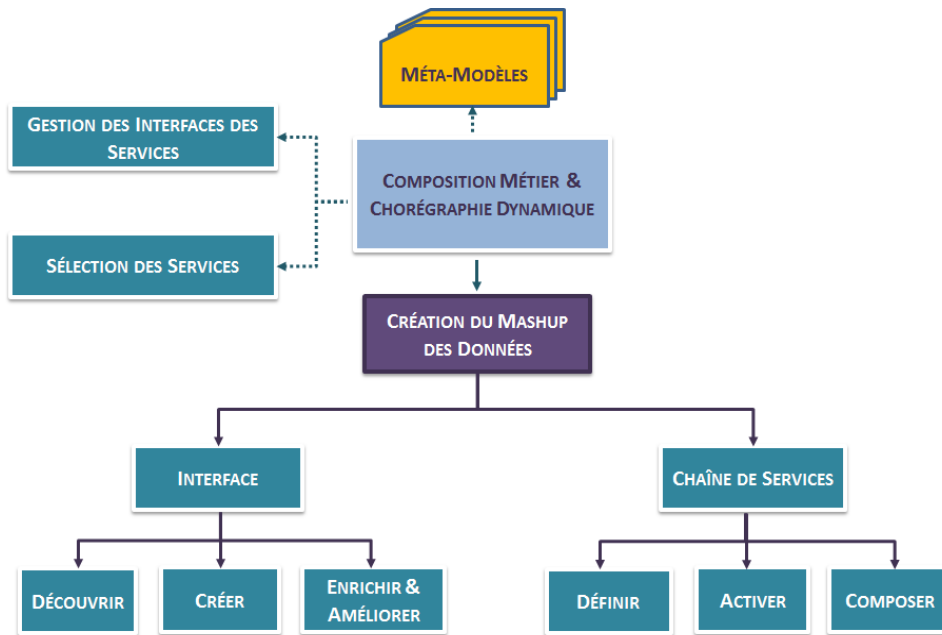 MÉTA-MODÈLES
GESTION DES INTERFACES DES
SERVICES
COMPOSITION MÉTIER &
CHORÉGRAPHIE DYNAMIQUE
SÉLECTION DES SERVICES
CRÉATION DU MASHUP
DES DONNÉES
INTERFACE
CHAÎNE DE SERVICES
DÉCOUVRIR
CRÉER
ENRICHIR &
AMÉLIORER
DÉFINIR
ACTIVER
COMPOSER